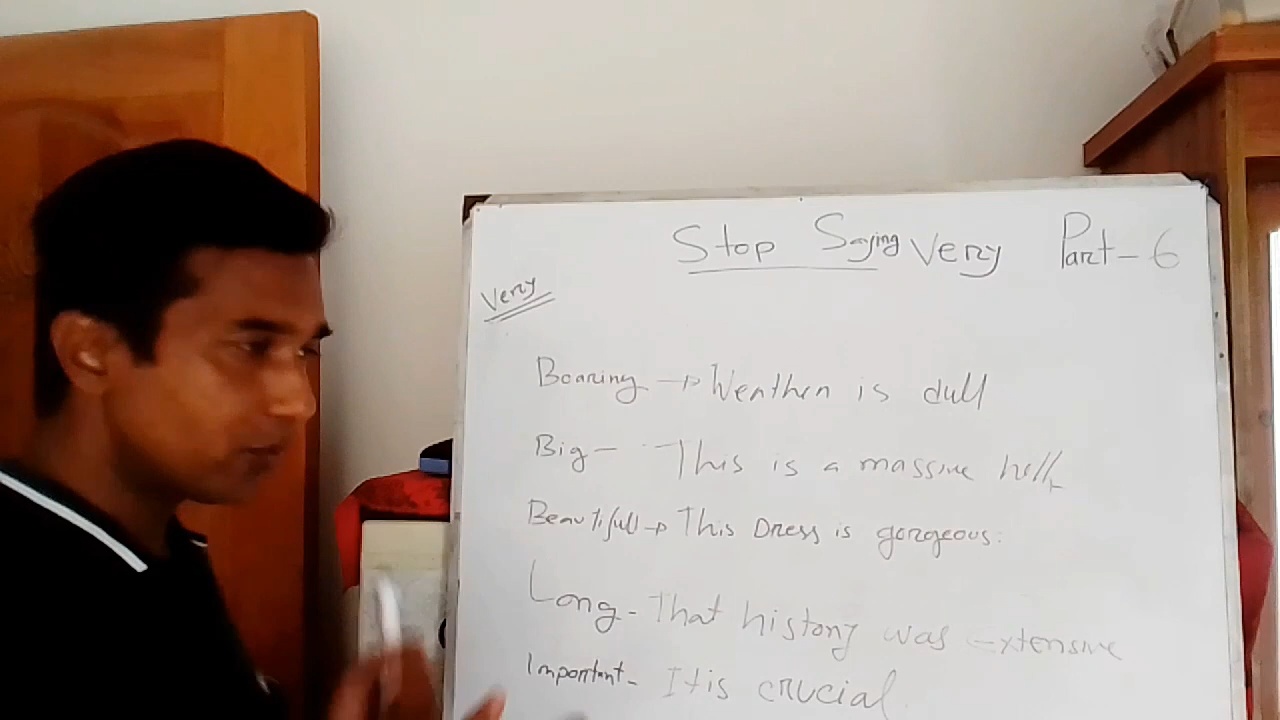 Stop Saying Very Part-6
Very
Boaring → Weather is dull
Big - This is a massive hill
Beautifull → This Dress is gorgeous.
Long - That history was extensive
Important - It is crucial